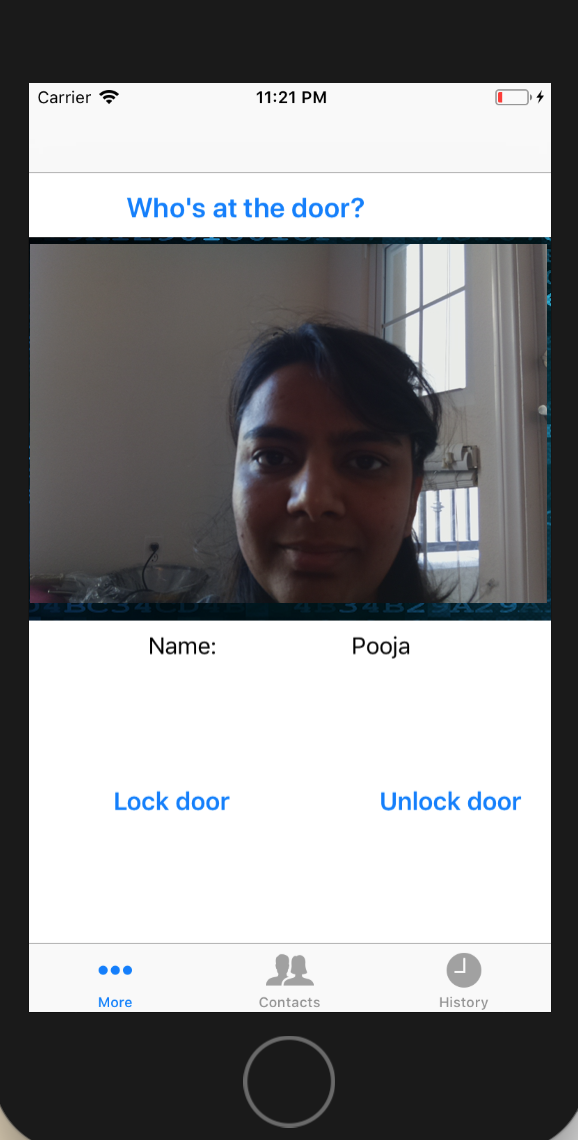 Carrier 11:21 PM
Who's at the door?
Name: Pooja
Lock door Unlock door
More Contacts History